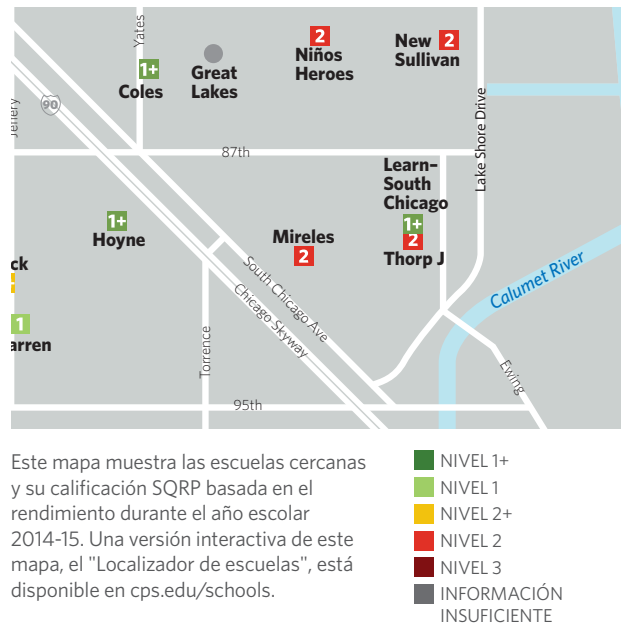 Yates
2
Niños
Heroes
New 2
Sullivan
1+
Coles
Great
Lakes
90
Jeffery
87th
Lake Shore Drive
Learn–
South
Chicago
1+
2
Thorp J
1+
Hoyne
Mireles
2
ck
1
arren
South Chicago Ave
Chicago Skyway
Torrence
Calumet River
Ewing
95th
Este mapa muestra las escuelas cercanas
y su calificación SQRP basada en el
rendimiento durante el año escolar
2014-15. Una versión interactiva de este
mapa, el "Localizador de escuelas", está
disponible en cps.edu/schools.
NIVEL 1+
NIVEL 1
NIVEL 2+
NIVEL 2
NIVEL 3
INFORMACIÓN
INSUFICIENTE